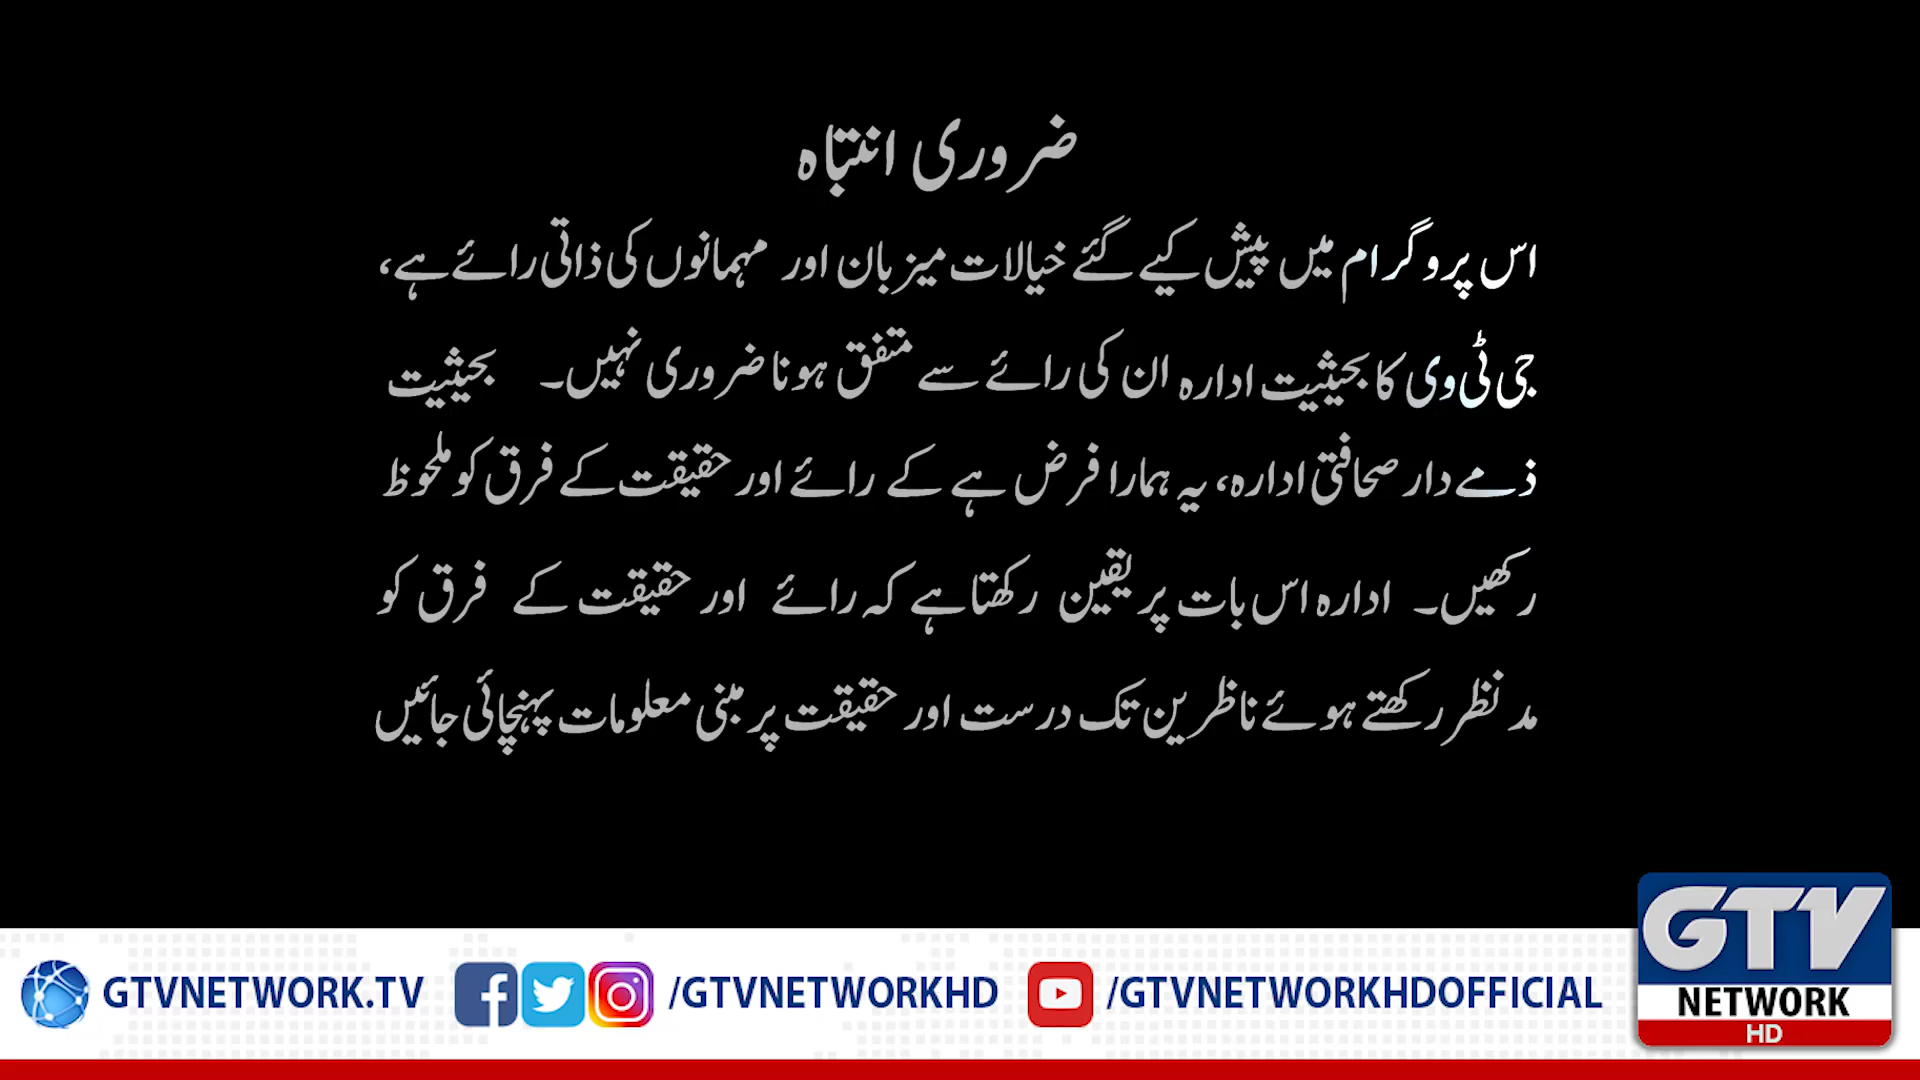 ضروری انتباہ
اس پروگرام میں پیش کیے گئے خیالات میزبان اور مہمانوں کی ذاتی رائے ہے،
جی ٹی وی کا بحیثیت ادارہ ان کی رائے سے متفق ہونا ضروری نہیں۔ بحیثیت
ذمے دار صحافتی ادارہ، یہ ہمارا فرض ہے کے رائے اور حقیقت کے فرق کو ملحوظ
رکھیں۔ ادارہ اس بات پر یقین رکھتا ہے کہ رائے اور حقیقت کے فرق کو
مد نظر رکھتے ہوئے ناظرین تک درست اور حقیقت پر مبنی معلومات پہنچائی جائیں
GTVNETWORK.TV /GTVNETWORKHD /GTVNETWORKHDOFFICIAL
GTV
NETWORK
HD